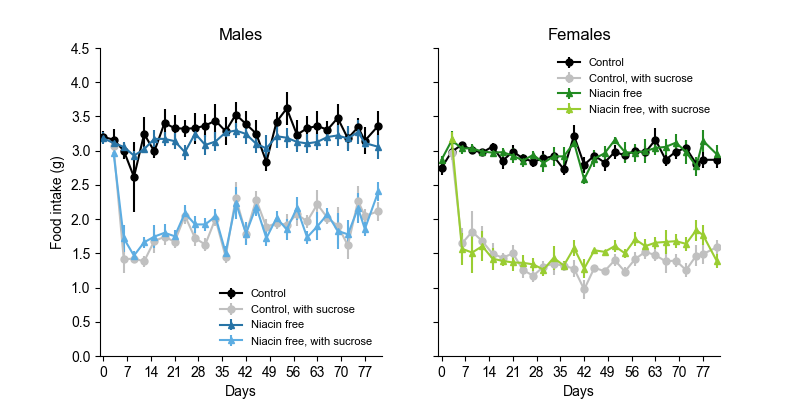 Males
Females
Food intake (g)
4.5
4.0
3.5
3.0
2.5
2.0
1.5
1.0
0.5
0.0
Control
Control, with sucrose
Niacin free
Niacin free, with sucrose
0 7 14 21 28 35 42 49 56 63 70 77
Days
Control
Control, with sucrose
Niacin free
Niacin free, with sucrose
0 7 14 21 28 35 42 49 56 63 70 77
Days